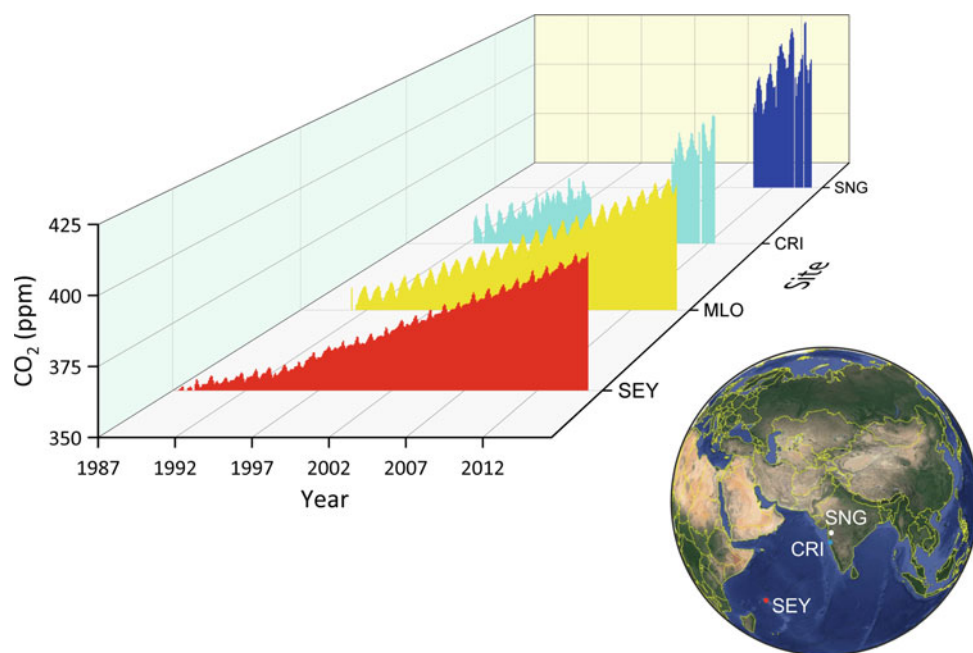 425
400
375
350
CO₂ (ppm)
1987
1992
1997
2002
2007
2012
Year
SNG
CRI
MLO
SEY
Site
SNG
CRI
SEY